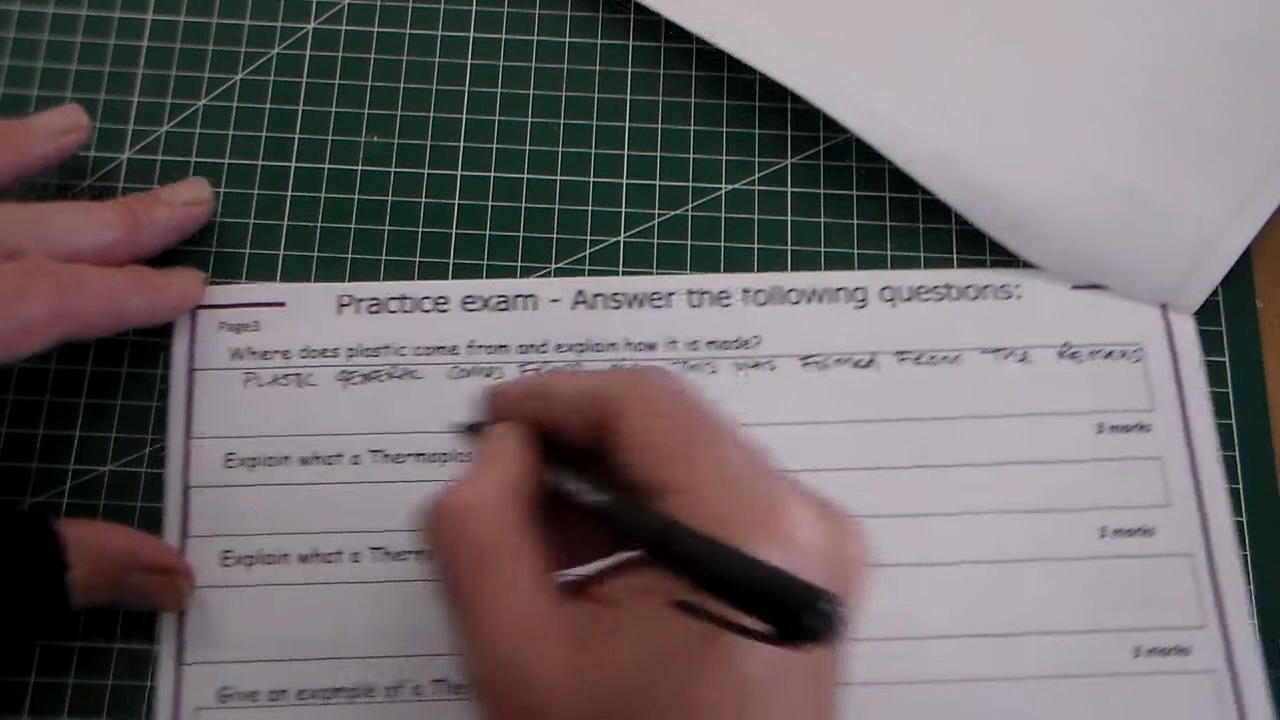 Practice exam - Answer the following questions:
Page3
Where does plastic come from and explain how it is made?
PLASTIC GENERAL COMES FROM THIS WAS FORMED FROM THE REMAINS
3 marks
Explain what a Thermoplas
3 marks
Explain what a Therm
3 marks
Give an example of a The